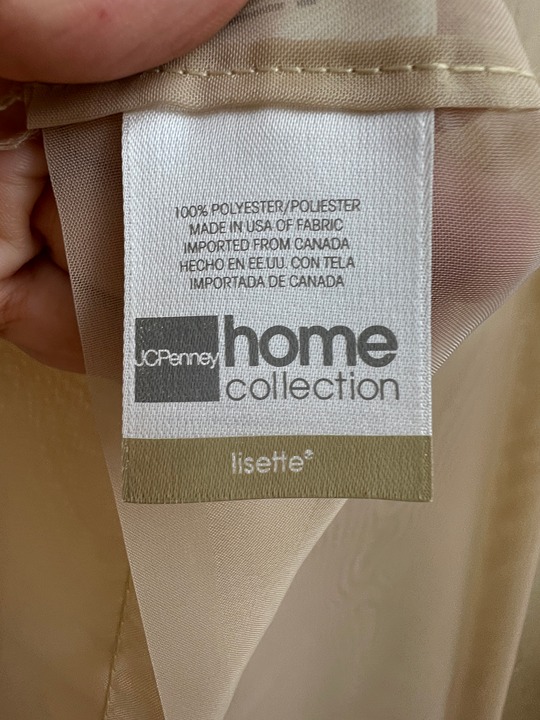 100% POLYESTER/POLIESTER
MADE IN USA OF FABRIC
IMPORTED FROM CANADA
HECHO EN EE.UU. CON TELA
IMPORTADA DE CANADA
JCPenney home
collection
lisette®